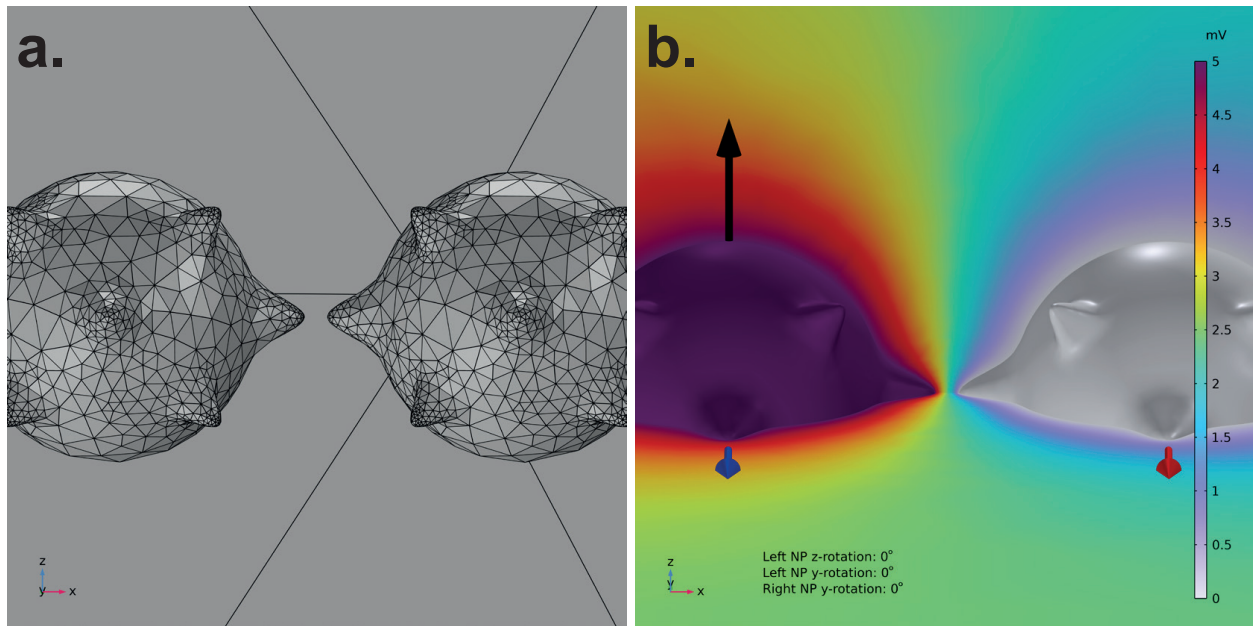 a.
z
y
x
b.
mV
5
4.5
4
3.5
3
2.5
2
1.5
1
0.5
0
Left NP z-rotation: 0°
Left NP y-rotation: 0°
Right NP y-rotation: 0°
z
y
x